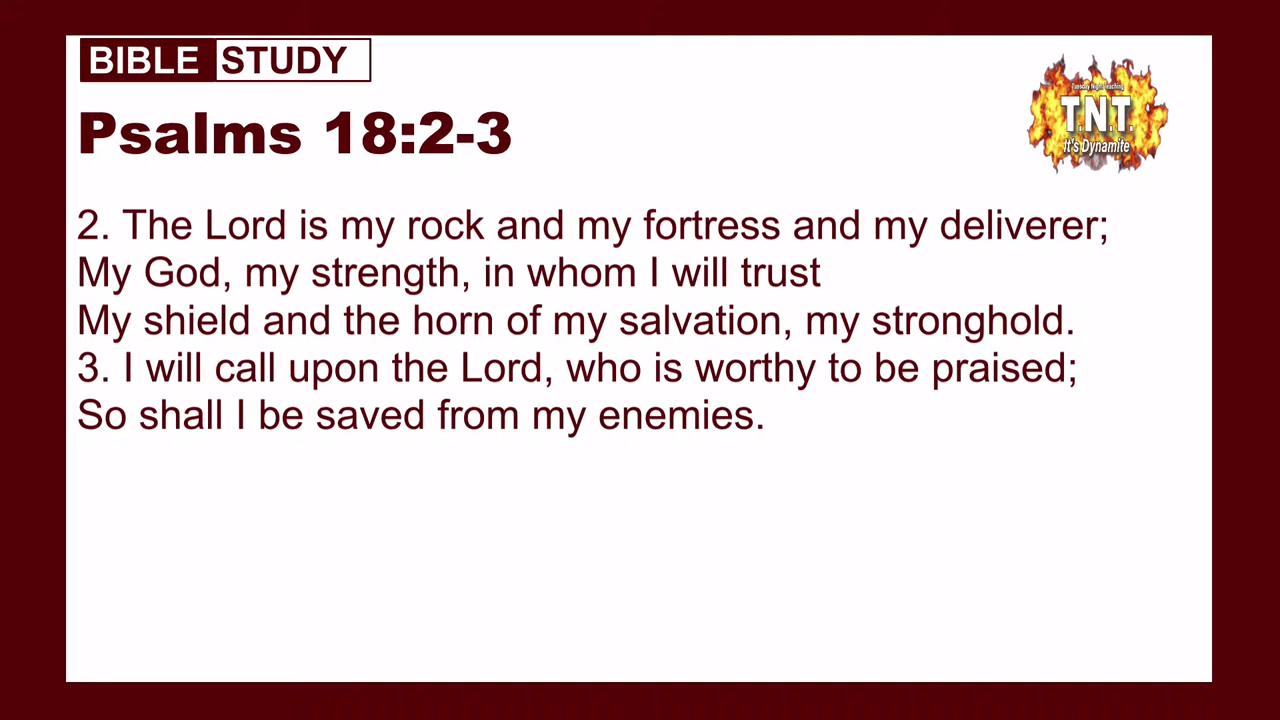 BIBLE STUDY
Psalms 18:2-3
Tuesday Night Teaching
T.N.T.
it's Dynamite
2. The Lord is my rock and my fortress and my deliverer;
My God, my strength, in whom I will trust
My shield and the horn of my salvation, my stronghold.
3. I will call upon the Lord, who is worthy to be praised;
So shall I be saved from my enemies.